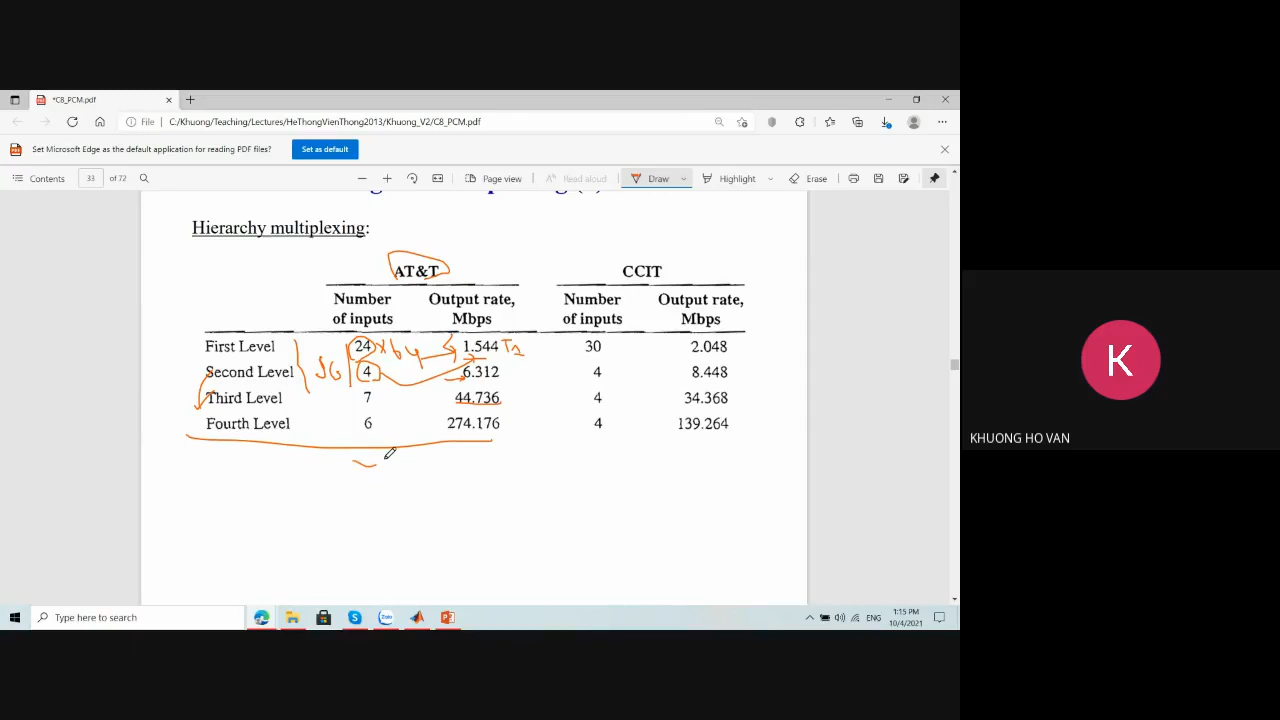 *C8_PCM.pdf
File C:/Khuong/Teaching/Lectures/HeThongVienThong2013/Khuong_V2/C8_PCM.pdf
Set Microsoft Edge as the default application for reading PDF files? Set as default
Contents 33 of 72 Page view Read aloud Draw Highlight Erase
Hierarchy multiplexing:
AT&T CCIT
Number Output rate, Number Output rate,
of inputs Mbps of inputs Mbps
First Level 24 x64 1.544 30 2.048
Second Level 4 6.312 4 8.448
Third Level 7 44.736 4 34.368
Fourth Level 6 274.176 4 139.264
K
KHUONG HO VAN
Type here to search
Zalo
ENG
1:15 PM
10/4/2021